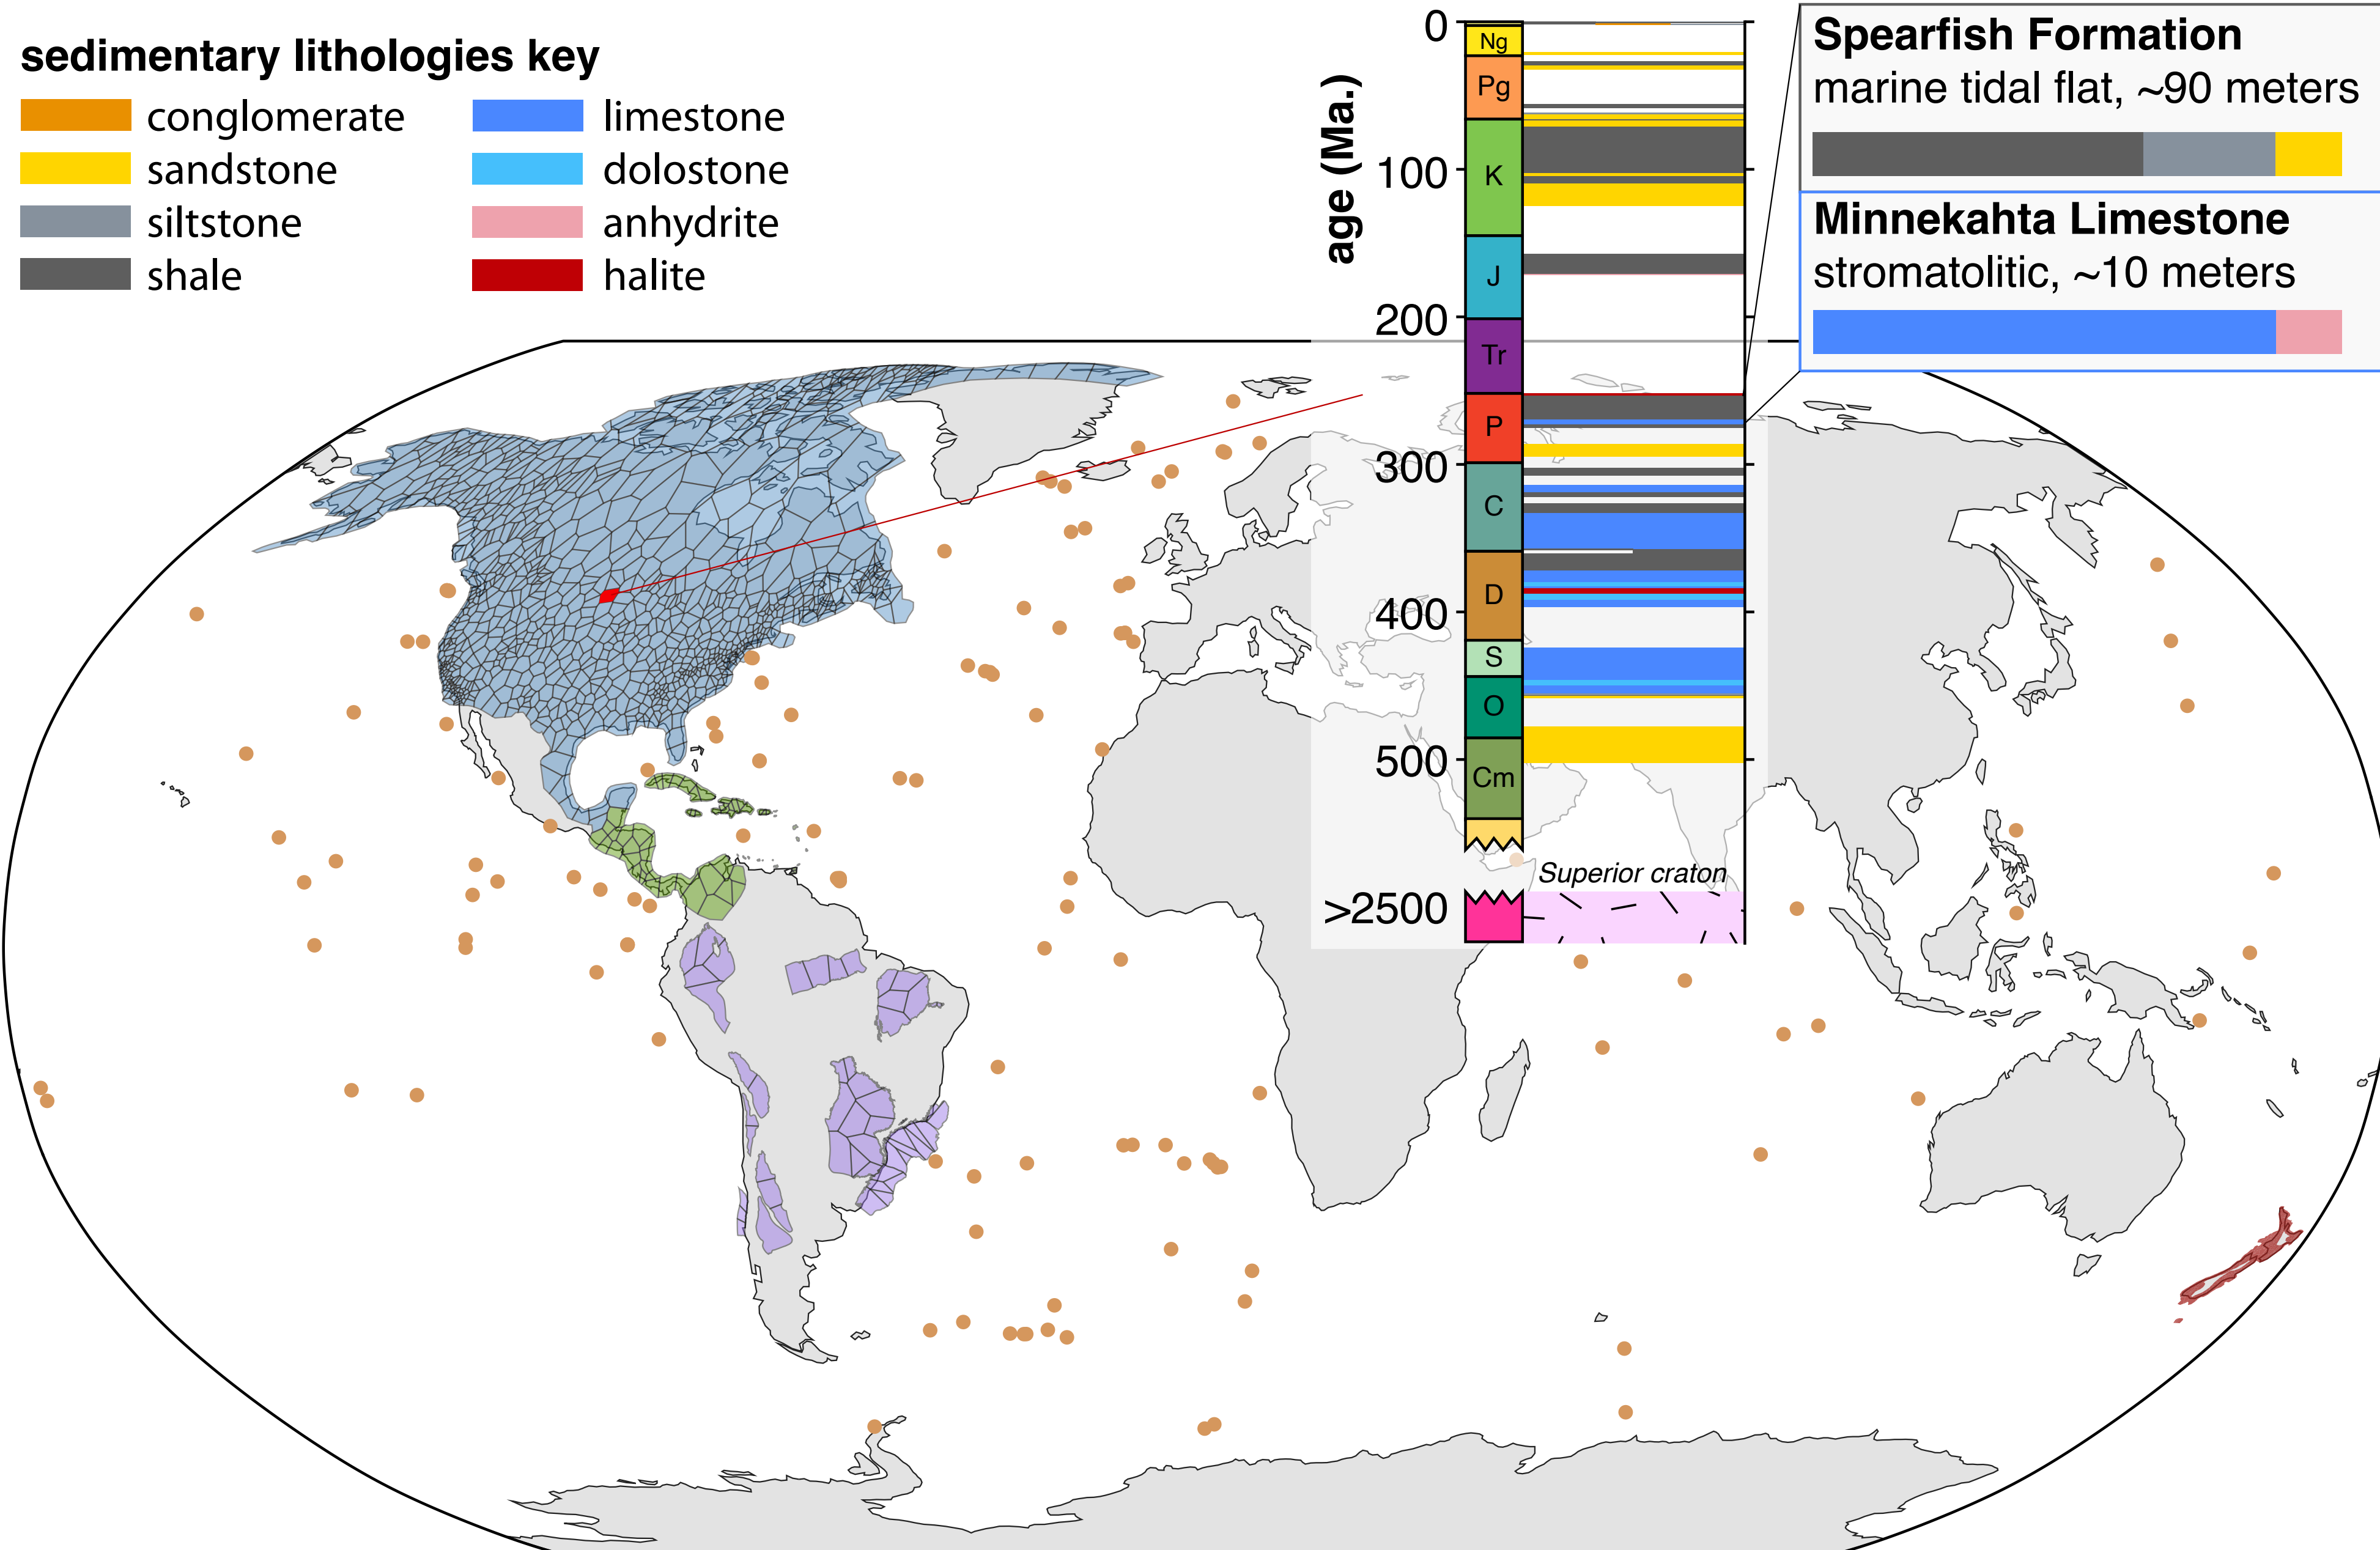 sedimentary lithologies key
conglomerate
sandstone
siltstone
shale
limestone
dolostone
anhydrite
halite
age (Ma.)
0
100
200
300
400
500
>2500
Ng
Pg
K
J
Tr
P
C
D
S
O
Cm
Superior craton
Spearfish Formation
marine tidal flat, ~90 meters
Minnekahta Limestone
stromatolitic, ~10 meters